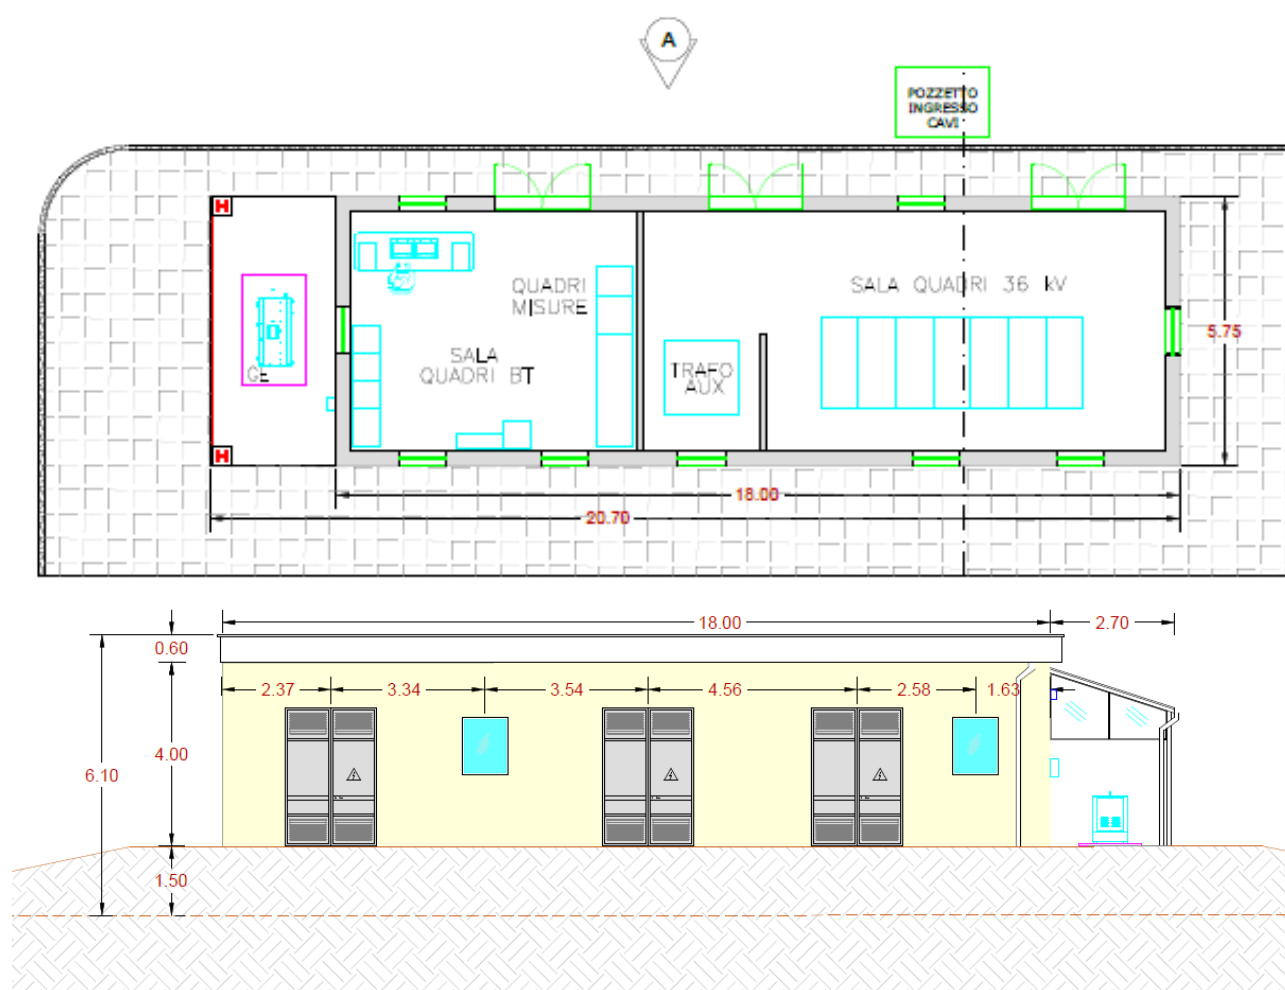 A
POZZETTO
INGRESSO
CAVI
H
QUADRI
MISURE
SALA QUADRI 36 kV
5.75
SALA
QUADRI BT
TRAFO
AUX
GE
H
18.00
20.70
18.00
2.70
0.60
2.37
3.34
3.54
4.56
2.58
1.63
4.00
6.10
1.50